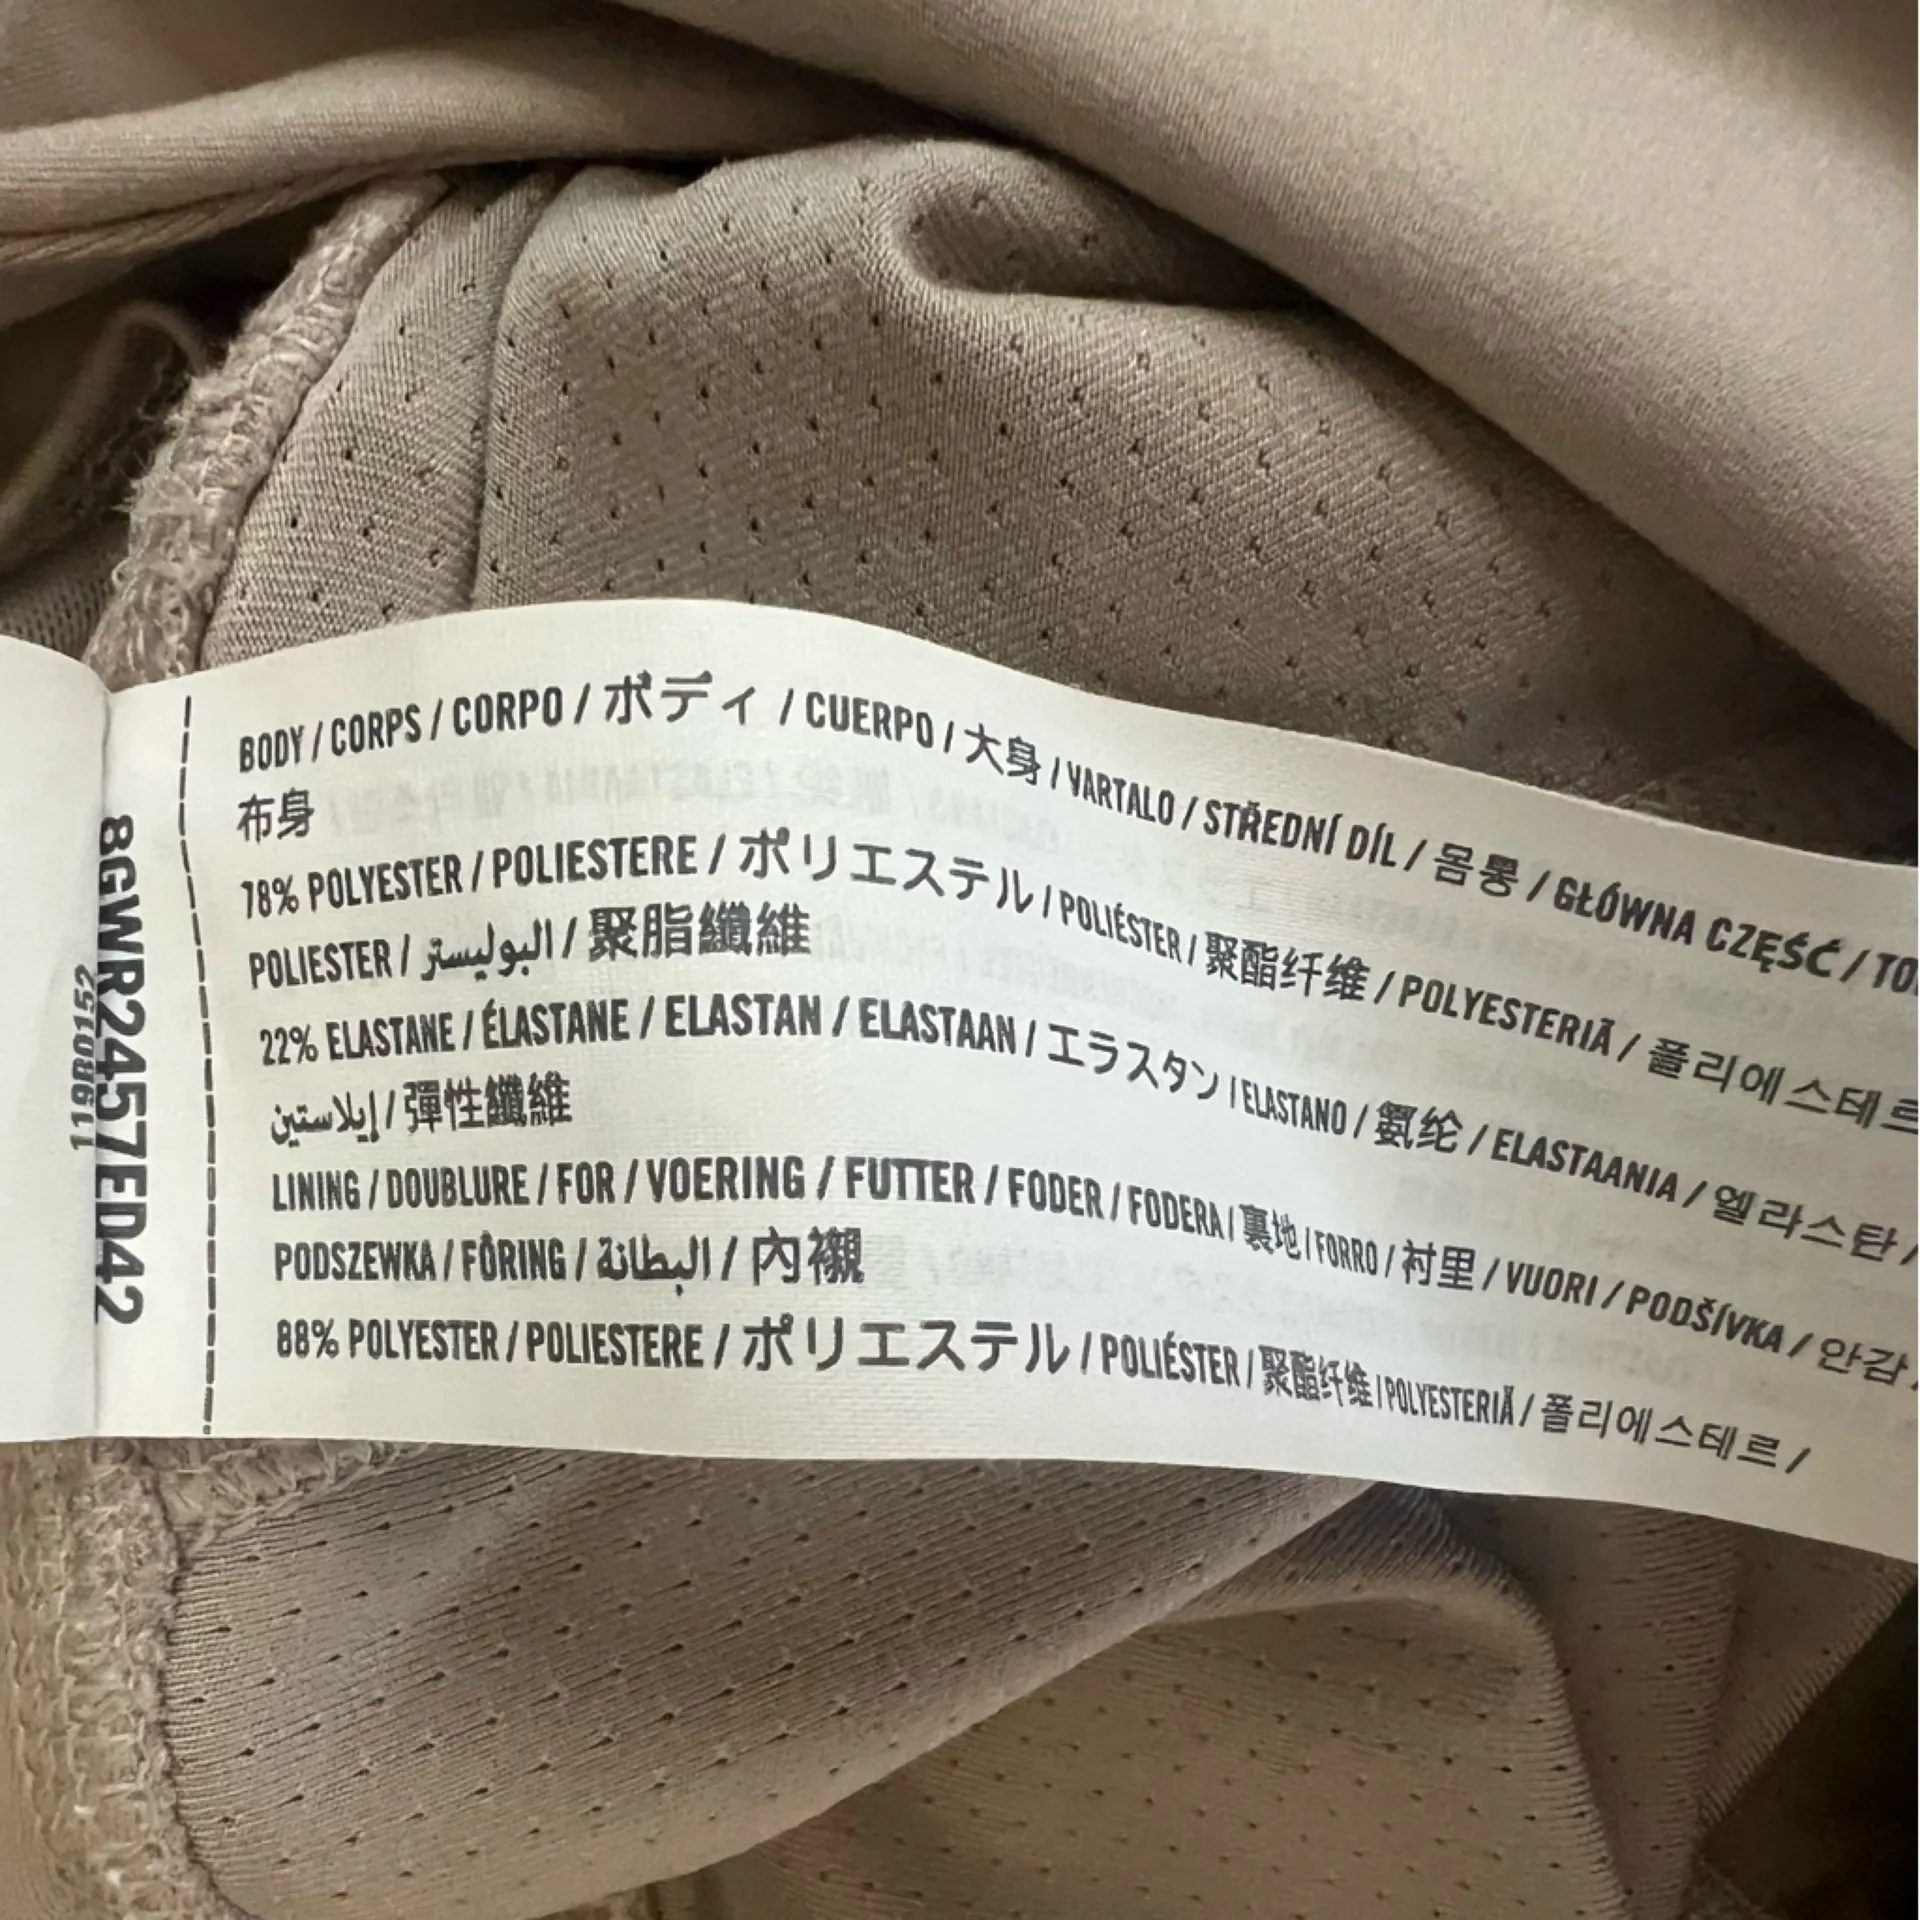 BODY / CORPS / CORPO / ボディ / CUERPO / 大身 / VARTALO / STŘEDNÍ DÍL / 몸통 / GŁÓWNA CZĘŚĆ /
布身
78% POLYESTER / POLIESTERE / ポリエステル / POLIÉSTER / 聚酯纤维 / POLYESTERIÄ / 폴리에스테르
POLIESTER / البوليستر / 聚脂纖維
22% ELASTANE / ÉLASTANE / ELASTAN / ELASTAAN / エラスタン / ELASTANO / 氨纶 / ELASTAANIA / 엘라스탄 /
إيلاستين / 彈性纖維
LINING / DOUBLURE / FOR / VOERING / FUTTER / FODER / FODERA / 裏地 / FORRO / 衬里 / VUORI / PODŠÍVKA / 안감 /
PODSZEWKA / FÔRING / البطانة / 內襯
88% POLYESTER / POLIESTERE / ポリエステル / POLIÉSTER / 聚酯纤维 / POLYESTERIÄ / 폴리에스테르 /
8GWR2457ED42
119R0152